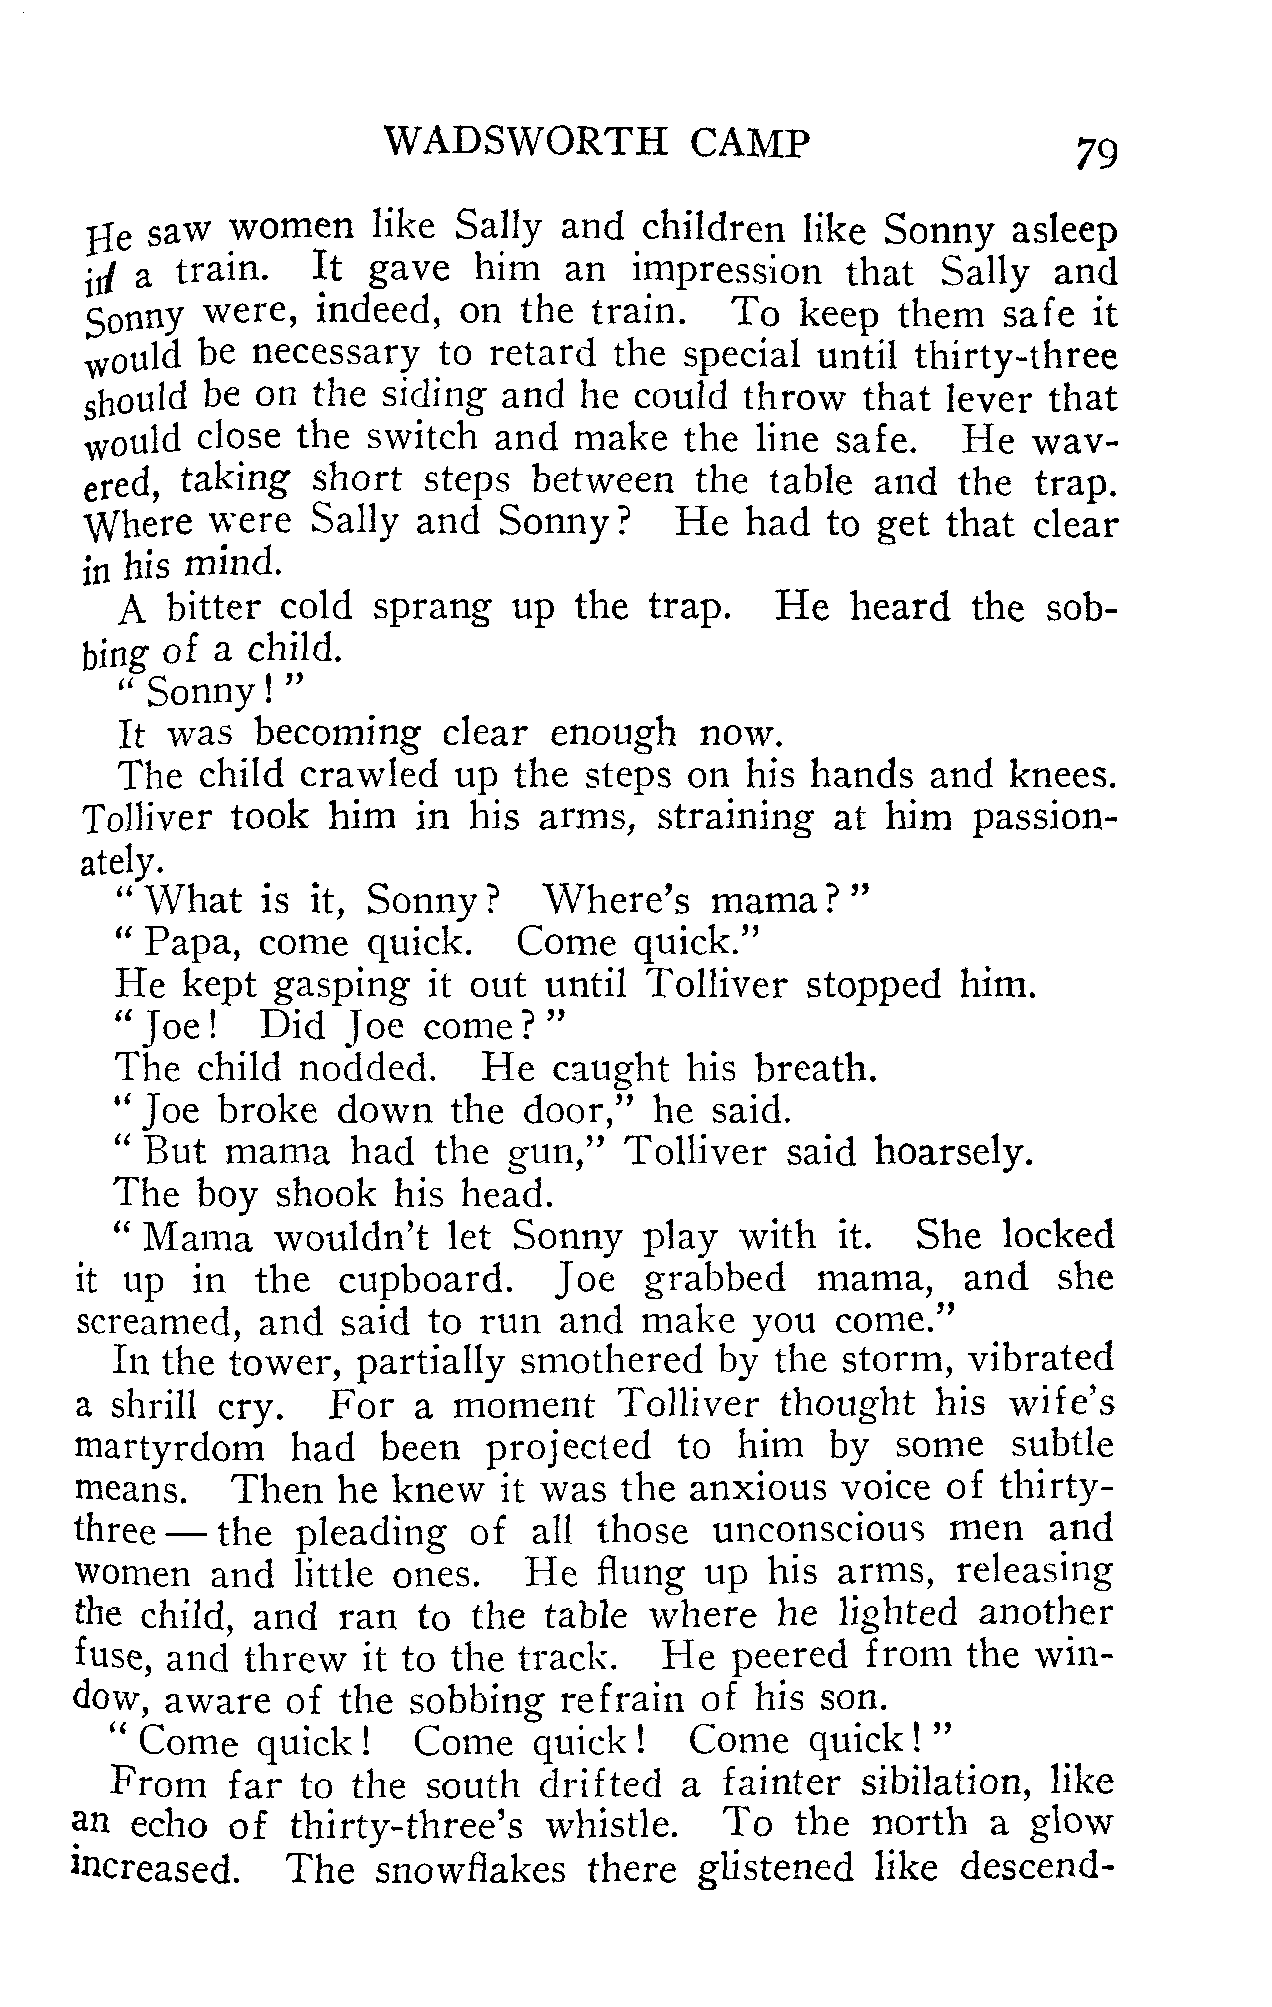 WADSWORTH CAMP 79
He saw women like Sally and children like Sonny asleep
in a train. It gave him an impression that Sally and
Sonny were, indeed, on the train. To keep them safe it
would be necessary to retard the special until thirty-three
should be on the siding and he could throw that lever that
would close the switch and make the line safe. He wav-
ered, taking short steps between the table and the trap.
Where were Sally and Sonny? He had to get that clear
in his mind.
A bitter cold sprang up the trap. He heard the sob-
bing of a child.
" Sonny! "
It was becoming clear enough now.
The child crawled up the steps on his hands and knees.
Tolliver took him in his arms, straining at him passion-
ately.
" What is it, Sonny? Where's mama? "
" Papa, come quick. Come quick."
He kept gasping it out until Tolliver stopped him.
" Joe! Did Joe come? "
The child nodded. He caught his breath.
" Joe broke down the door," he said.
" But mama had the gun," Tolliver said hoarsely.
The boy shook his head.
" Mama wouldn't let Sonny play with it. She locked
it up in the cupboard. Joe grabbed mama, and she
screamed, and said to run and make you come."
In the tower, partially smothered by the storm, vibrated
a shrill cry. For a moment Tolliver thought his wife's
martyrdom had been projected to him by some subtle
means. Then he knew it was the anxious voice of thirty-
three — the pleading of all those unconscious men and
women and little ones. He flung up his arms, releasing
the child, and ran to the table where he lighted another
fuse, and threw it to the track. He peered from the win-
dow, aware of the sobbing refrain of his son.
" Come quick! Come quick! Come quick! "
From far to the south drifted a fainter sibilation, like
an echo of thirty-three's whistle. To the north a glow
increased. The snowflakes there glistened like descend-